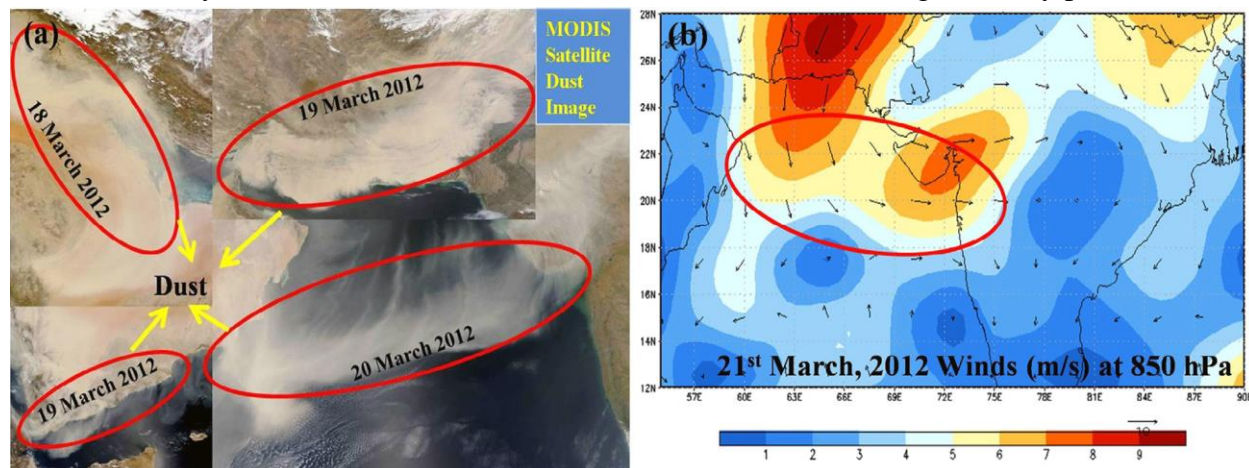 (a)
MODIS
Satellite
Dust
Image
18 March 2012
19 March 2012
Dust
19 March 2012
20 March 2012
(b)
28N
26N
24N
22N
20N
18N
16N
14N
12N
21st March, 2012 Winds (m/s) at 850 hPa
57E 60E 63E 66E 69E 72E 75E 78E 81E 84E 87E 90E
10
1 2 3 4 5 6 7 8 9